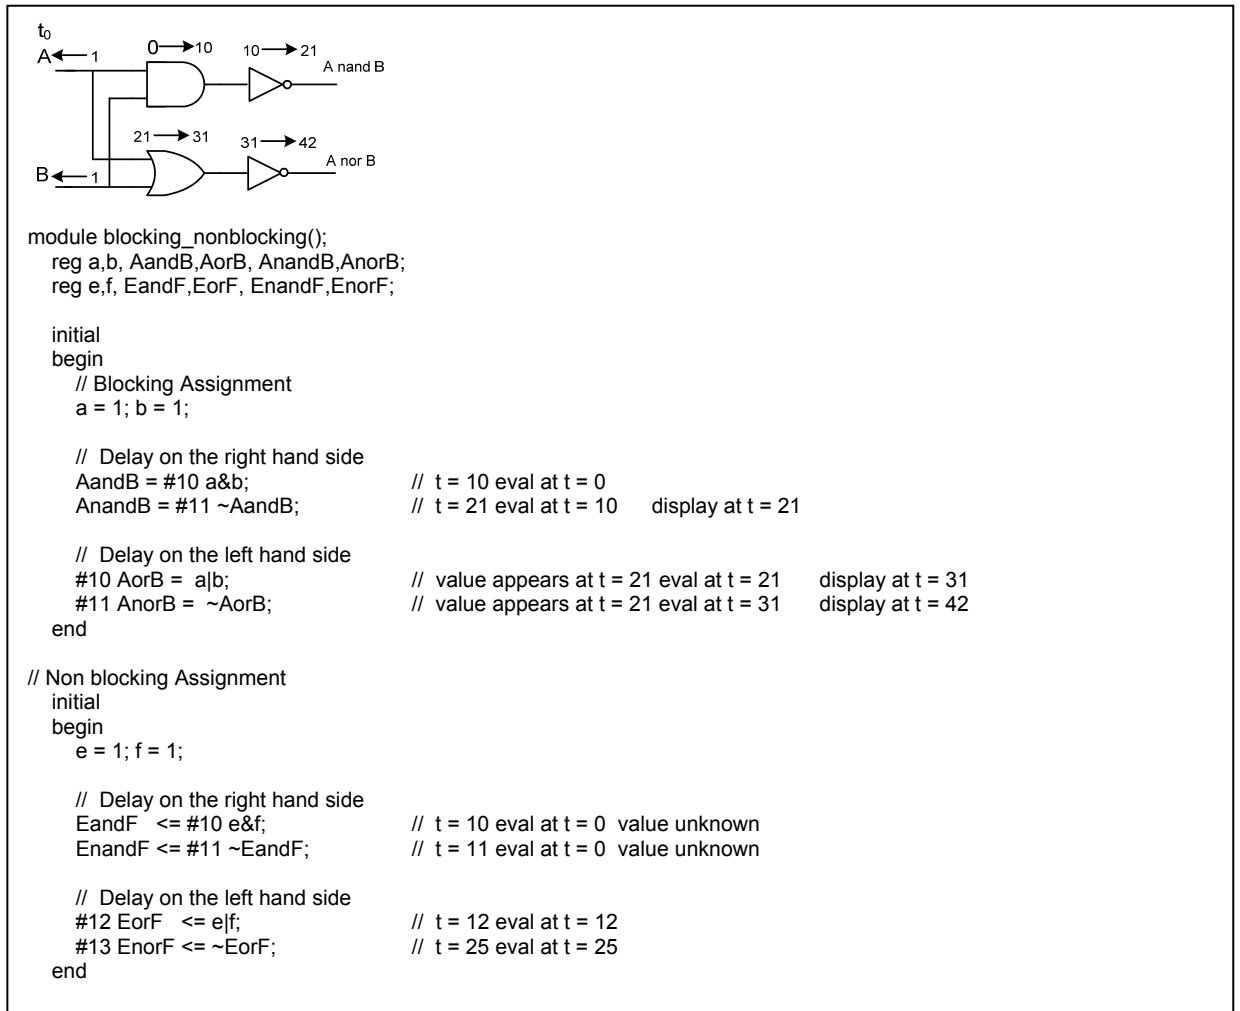 t0
A 1 0 10 10 21
A nand B
21 31 31 42
A nor B
B 1
module blocking_nonblocking();
reg a,b, AandB,AorB, AnandB,AnorB;
reg e,f, EandF,EorF, EnandF,EnorF;
initial
begin
// Blocking Assignment
a = 1; b = 1;
// Delay on the right hand side
AandB = #10 a&b; // t = 10 eval at t = 0
AnandB = #11 ~AandB; // t = 21 eval at t = 10 display at t = 21
// Delay on the left hand side
#10 AorB = a|b; // value appears at t = 21 eval at t = 21 display at t = 31
#11 AnorB = ~AorB; // value appears at t = 21 eval at t = 31 display at t = 42
end
// Non blocking Assignment
initial
begin
e = 1; f = 1;
// Delay on the right hand side
EandF <= #10 e&f; // t = 10 eval at t = 0 value unknown
EnandF <= #11 ~EandF; // t = 11 eval at t = 0 value unknown
// Delay on the left hand side
#12 EorF <= e|f; // t = 12 eval at t = 12
#13 EnorF <= ~EorF; // t = 25 eval at t = 25
end